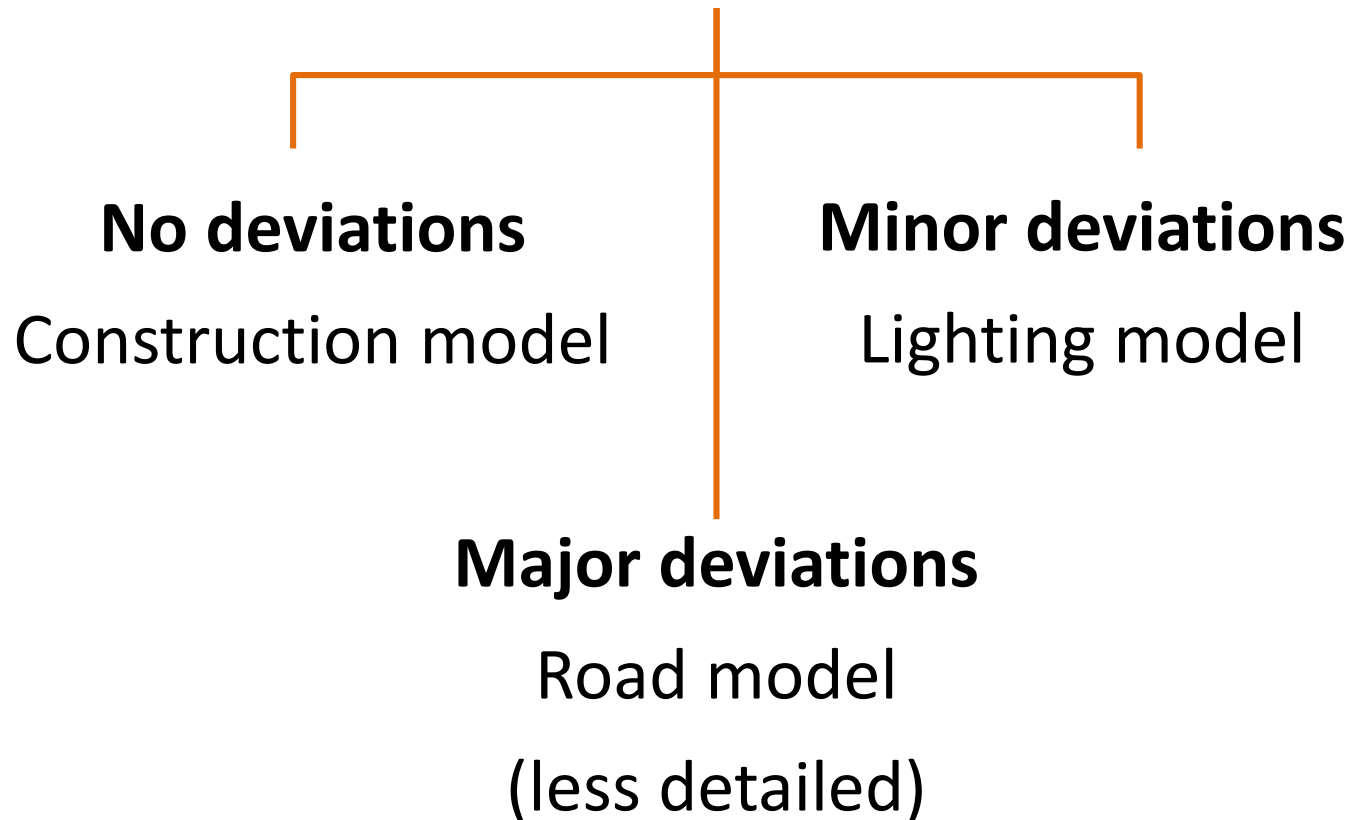 No deviations
Construction model
Minor deviations
Lighting model
Major deviations
Road model
(less detailed)